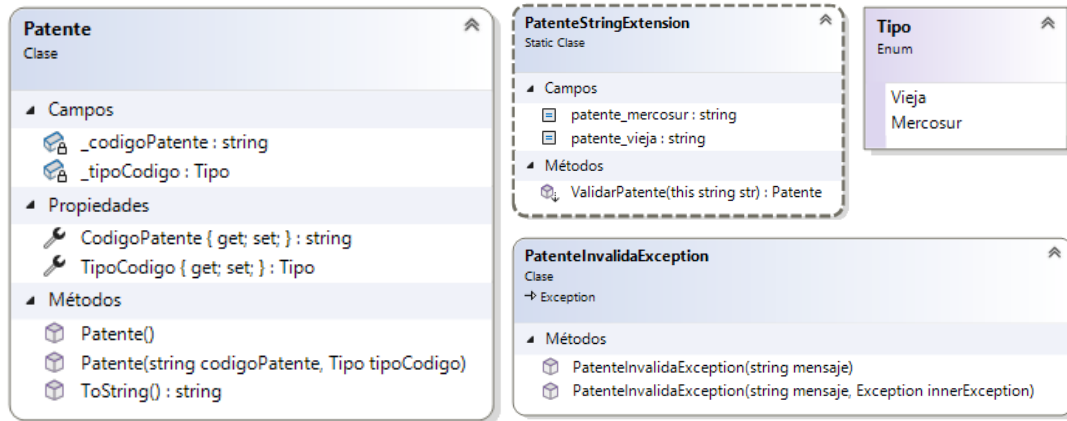 Patente
Clase
Campos
_codigoPatente : string
_tipoCodigo : Tipo
Propiedades
CodigoPatente { get; set; } : string
TipoCodigo { get; set; } : Tipo
Métodos
Patente()
Patente(string codigoPatente, Tipo tipoCodigo)
ToString() : string
PatenteStringExtension
Static Clase
Campos
patente_mercosur : string
patente_vieja : string
Métodos
ValidarPatente(this string str) : Patente
Tipo
Enum
Vieja
Mercosur
PatenteInvalidaException
Clase
Exception
Métodos
PatenteInvalidaException(string mensaje)
PatenteInvalidaException(string mensaje, Exception innerException)